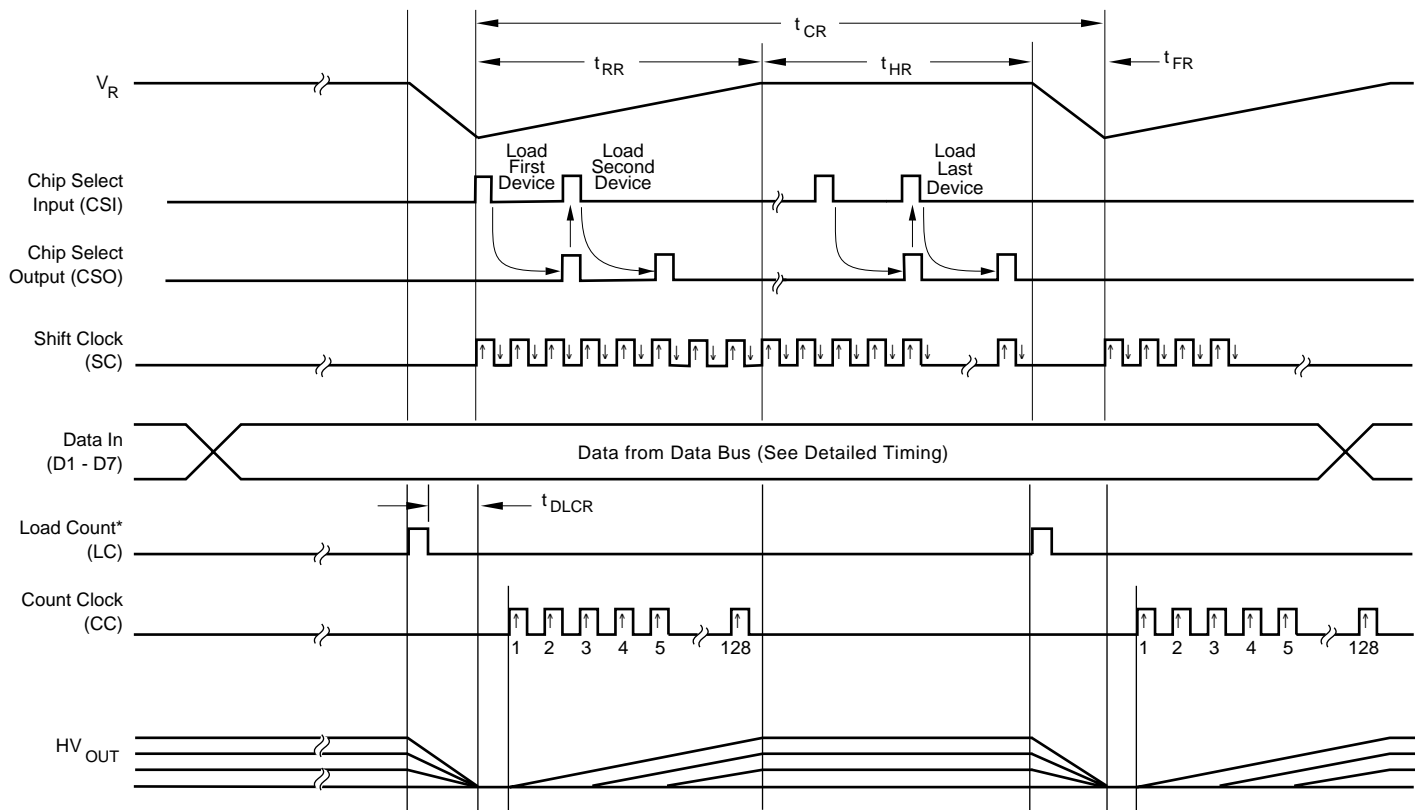 t CR
t RR
t HR
t FR
V R
Load First Device
Load Second Device
Load Last Device
Chip Select
Input (CSI)
Chip Select
Output (CSO)
Shift Clock
(SC)
Data In
(D1 - D7)
Data from Data Bus (See Detailed Timing)
t DLCR
Load Count*
(LC)
Count Clock
(CC)
1 2 3 4 5 128
1 2 3 4 5 128
HV OUT